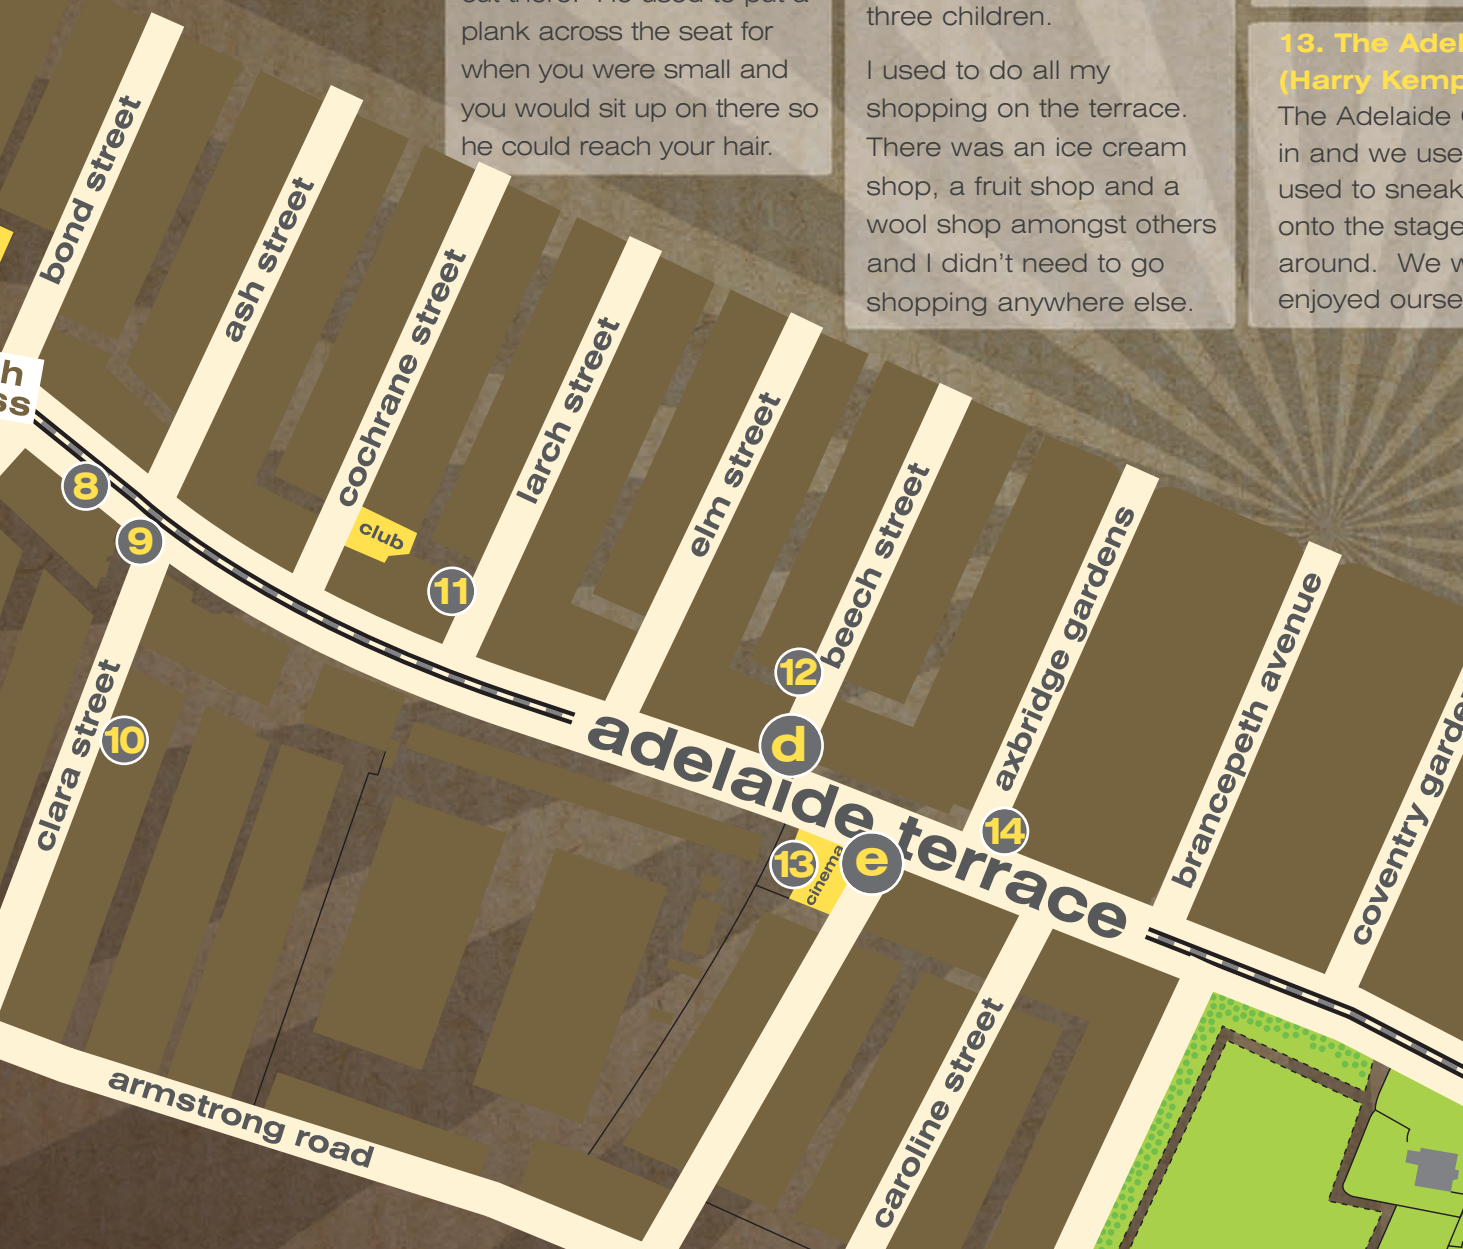 plank across the seat for
when you were small and
you would sit up on there so
he could reach your hair.
three children.
I used to do all my
shopping on the terrace.
There was an ice cream
shop, a fruit shop and a
wool shop amongst others
and I didn't need to go
shopping anywhere else.
13. The Adel
(Harry Kemp
The Adelaide
in and we use
used to sneak
onto the stage
around. We w
enjoyed ourse
bond street
ash street
cochrane street
larch street
elm street
beech street
axbridge gardens
brancepeth avenue
coventry garde
h
ss
8
9
club
11
12
10
clara street
d
adelaide terrace
14
13
cinema
e
caroline street
armstrong road